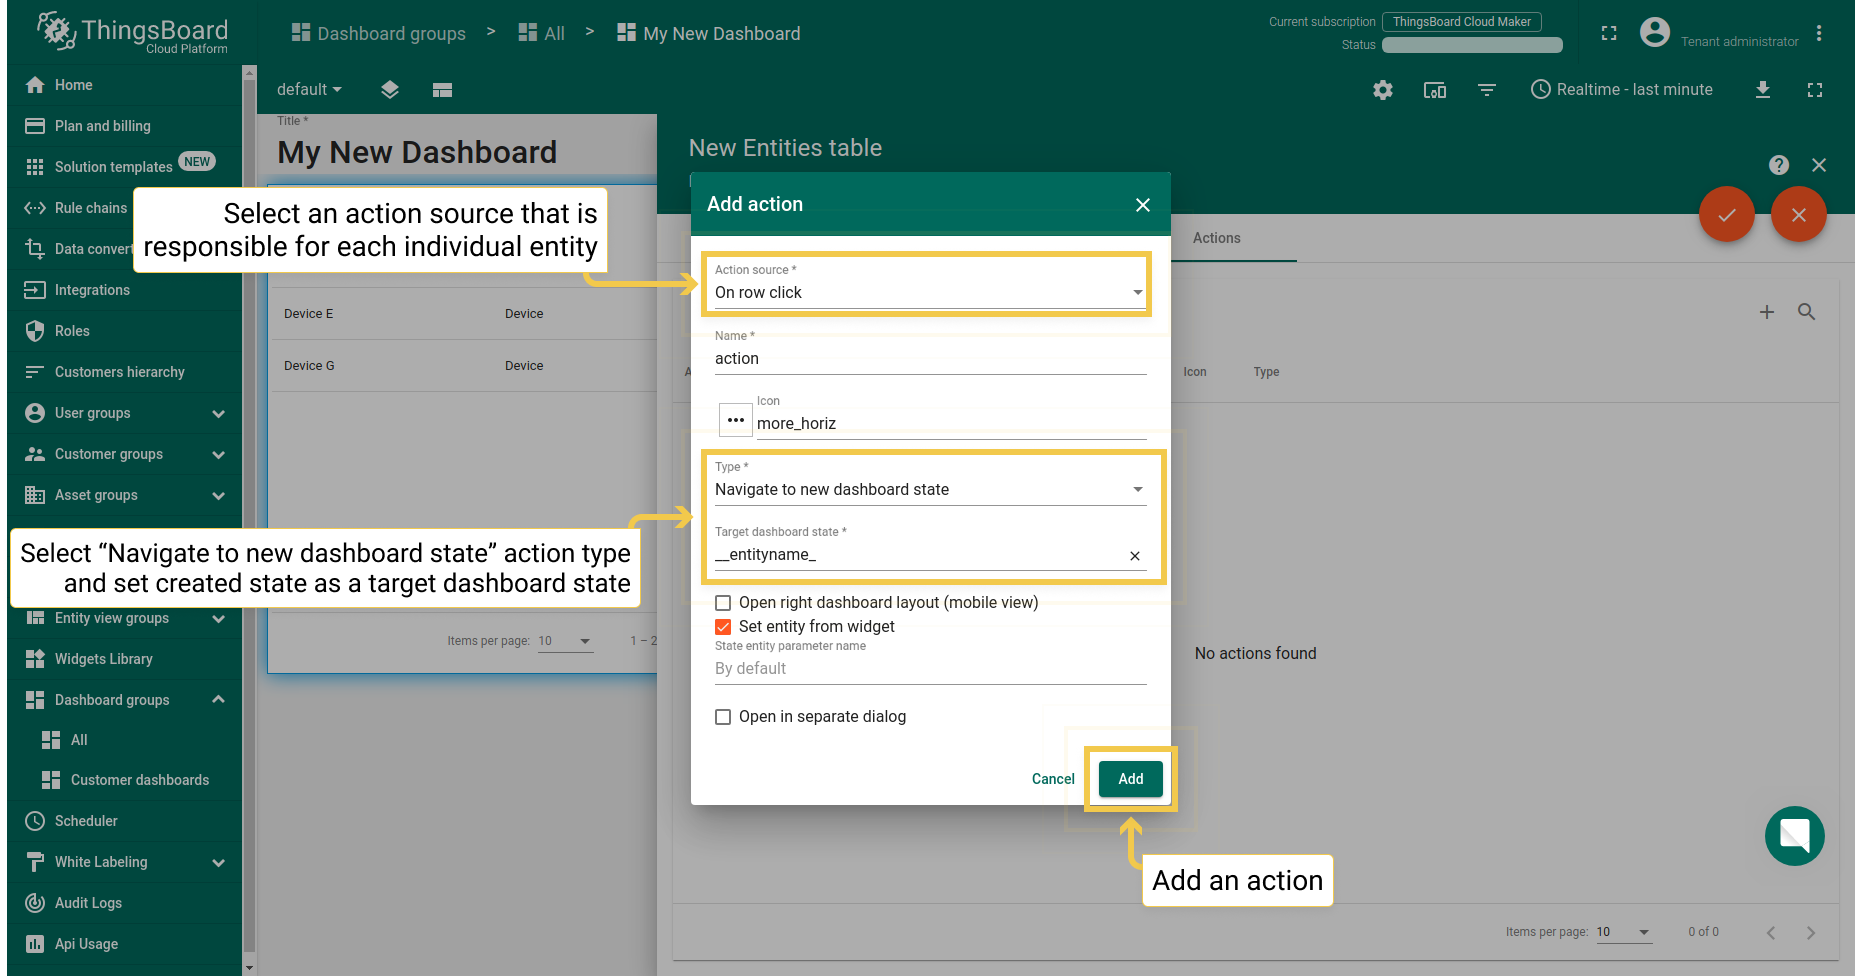 ThingsBoard
Cloud Platform
Dashboard groups > All > My New Dashboard
Current subscription ThingsBoard Cloud Maker
Status
Tenant administrator
Home
Plan and billing
Solution templates NEW
Rule chains
Data convert
Integrations
Roles
Customers hierarchy
User groups
Customer groups
Asset groups
Entity view groups
Widgets Library
Dashboard groups
All
Customer dashboards
Scheduler
White Labeling
Audit Logs
Api Usage
default
Realtime - last minute
Title *
My New Dashboard
Select an action source that is
responsible for each individual entity
Device E Device
Device G Device
Select “Navigate to new dashboard state” action type
and set created state as a target dashboard state
Items per page: 10 1 – 2
New Entities table
Actions
Icon Type
No actions found
Items per page: 10 0 of 0
Add action
Action source *
On row click
Name *
action
Icon
more_horiz
Type *
Navigate to new dashboard state
Target dashboard state *
__entityname_
Open right dashboard layout (mobile view)
Set entity from widget
State entity parameter name
By default
Open in separate dialog
Cancel Add
Add an action